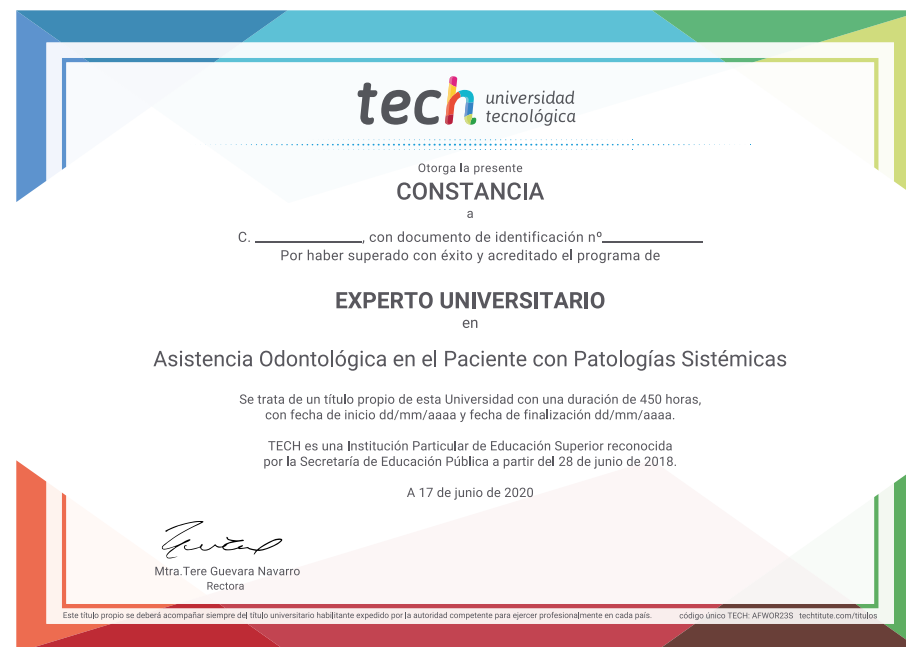 tech universidad
tecnológica
Otorga la presente
CONSTANCIA
a
C. ____________, con documento de identificación nº____________
Por haber superado con éxito y acreditado el programa de
EXPERTO UNIVERSITARIO
en
Asistencia Odontológica en el Paciente con Patologías Sistémicas
Se trata de un título propio de esta Universidad con una duración de 450 horas,
con fecha de inicio dd/mm/aaaa y fecha de finalización dd/mm/aaaa.
TECH es una Institución Particular de Educación Superior reconocida
por la Secretaría de Educación Pública a partir del 28 de junio de 2018.
A 17 de junio de 2020
Mtra.Tere Guevara Navarro
Rectora
Este título propio se deberá acompañar siempre del título universitario habilitante expedido por la autoridad competente para ejercer profesionalmente en cada país. código único TECH: AFWOR23S techtitute.com/titulos